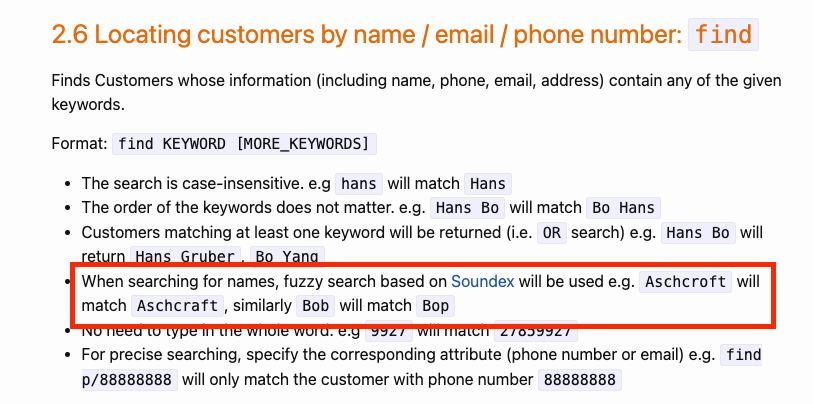 2.6 Locating customers by name / email / phone number: find
Finds Customers whose information (including name, phone, email, address) contain any of the given
keywords.
Format: find KEYWORD [MORE_KEYWORDS]
• The search is case-insensitive. e.g hans will match Hans
• The order of the keywords does not matter. e.g. Hans Bo will match Bo Hans
• Customers matching at least one keyword will be returned (i.e. OR search) e.g. Hans Bo will
return Hans Gruber , Bo Yang
• When searching for names, fuzzy search based on Soundex will be used e.g. Aschcroft will
match Aschcraft , similarly Bob will match Bop
• No need to type in the whole word. e.g 9927 will match 27859927
• For precise searching, specify the corresponding attribute (phone number or email) e.g. find
p/88888888 will only match the customer with phone number 88888888